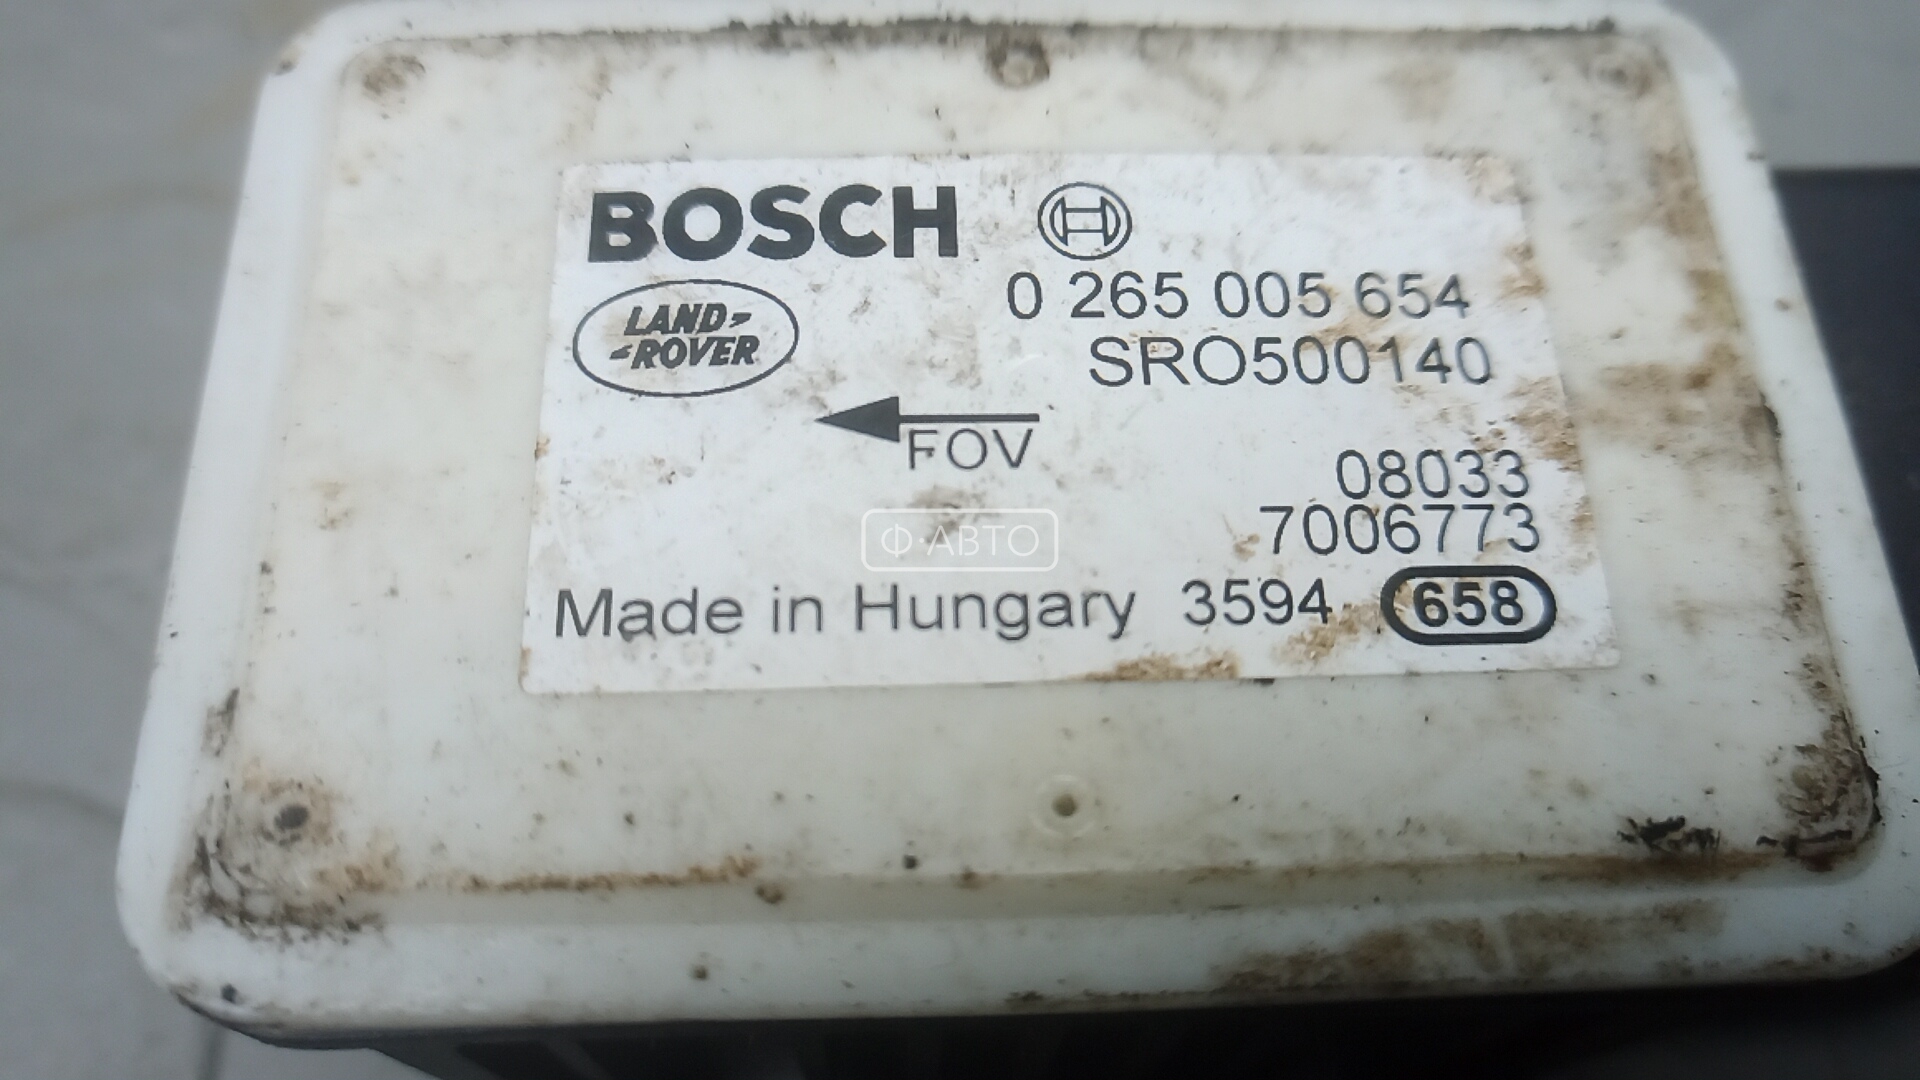 BOSCH
0 265 005 654
LAND
ROVER
SRO500140
FOV
08033
7006773
Ф·АВТО
Made in Hungary 3594 658